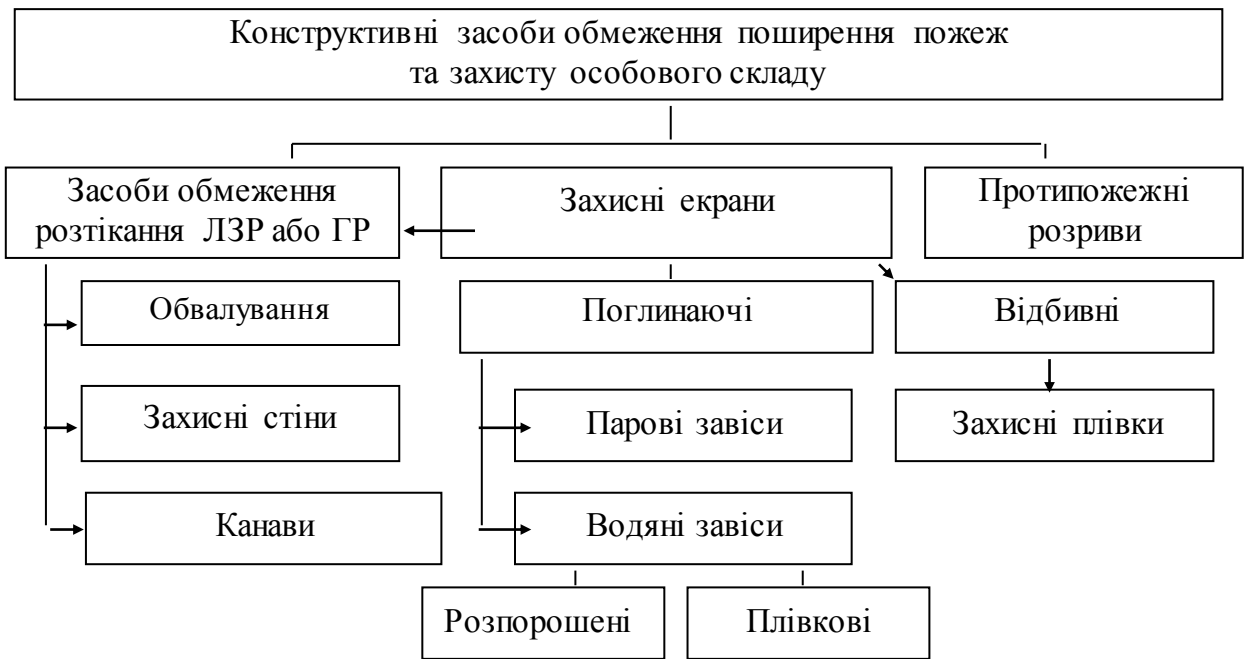 Конструктивні засоби обмеження поширення пожеж
та захисту особового складу
Засоби обмеження
розтікання ЛЗР або ГР
Захисні екрани
Протипожежні
розриви
Обвалування
Поглинаючі
Відбивні
Захисні стіни
Парові завіси
Захисні плівки
Канави
Водяні завіси
Розпорошені
Плівкові